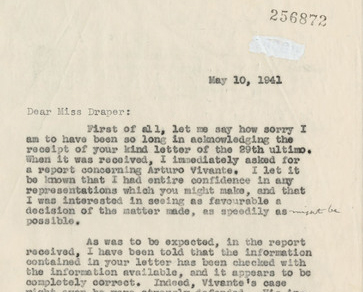 256872
May 10, 1941
Dear Miss Draper:
First of all, let me say how sorry I
am to have been so long in acknowledging the
receipt of your kind letter of the 29th ultimo.
When it was received, I immediately asked for
a report concerning Arturo Vivante. I let it
be known that I had entire confidence in any
representations which you might make, and that
I was interested in seeing as favourable a
decision of the matter made, as speedily as might be
possible.
As was to be expected, in the report
received, I have been told that the information
contained in your letter has been checked with
the information available, and it appears to be
completely correct. Indeed, Vivante's case